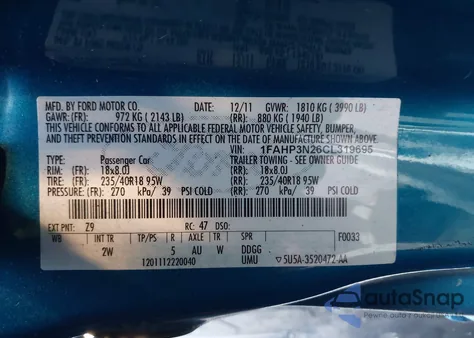 MFD. BY FORD MOTOR CO. 12/11 GVWR: 1810 KG ( 3990 LB)
GAWR: (FR) 972 KG ( 2143 LB) (RR) 880 KG ( 1940 LB)
THIS VEHICLE CONFORMS TO ALL APPLICABLE FEDERAL MOTOR VEHICLE SAFETY, BUMPER,
AND THEFT PREVENTION STANDARDS IN EFFECT ON THE DATE OF MANUFACTURE SHOWN ABOVE
VIN: 1FAHP3N26CL319695
TYPE: Passenger Car TRAILER TOWING - SEE OWNERS GUIDE
RIM: (FR) 18x8.0J (RR) 18x8.0J
TIRE: (FR) 235/40R18 95W (RR) 235/40R18 95W
PRESSURE: (FR) 270 kPa/ 39 PSI COLD (RR) 270 kPa/ 39 PSI COLD
EXT PNT: Z9 RC: 47 DSO: F0033
WB INT TR TP/PS R AXLE TR SPR
2W 5 AU W DDGG
1201112220040 UMU ▽5U5A-3520472-AA
autoSnap